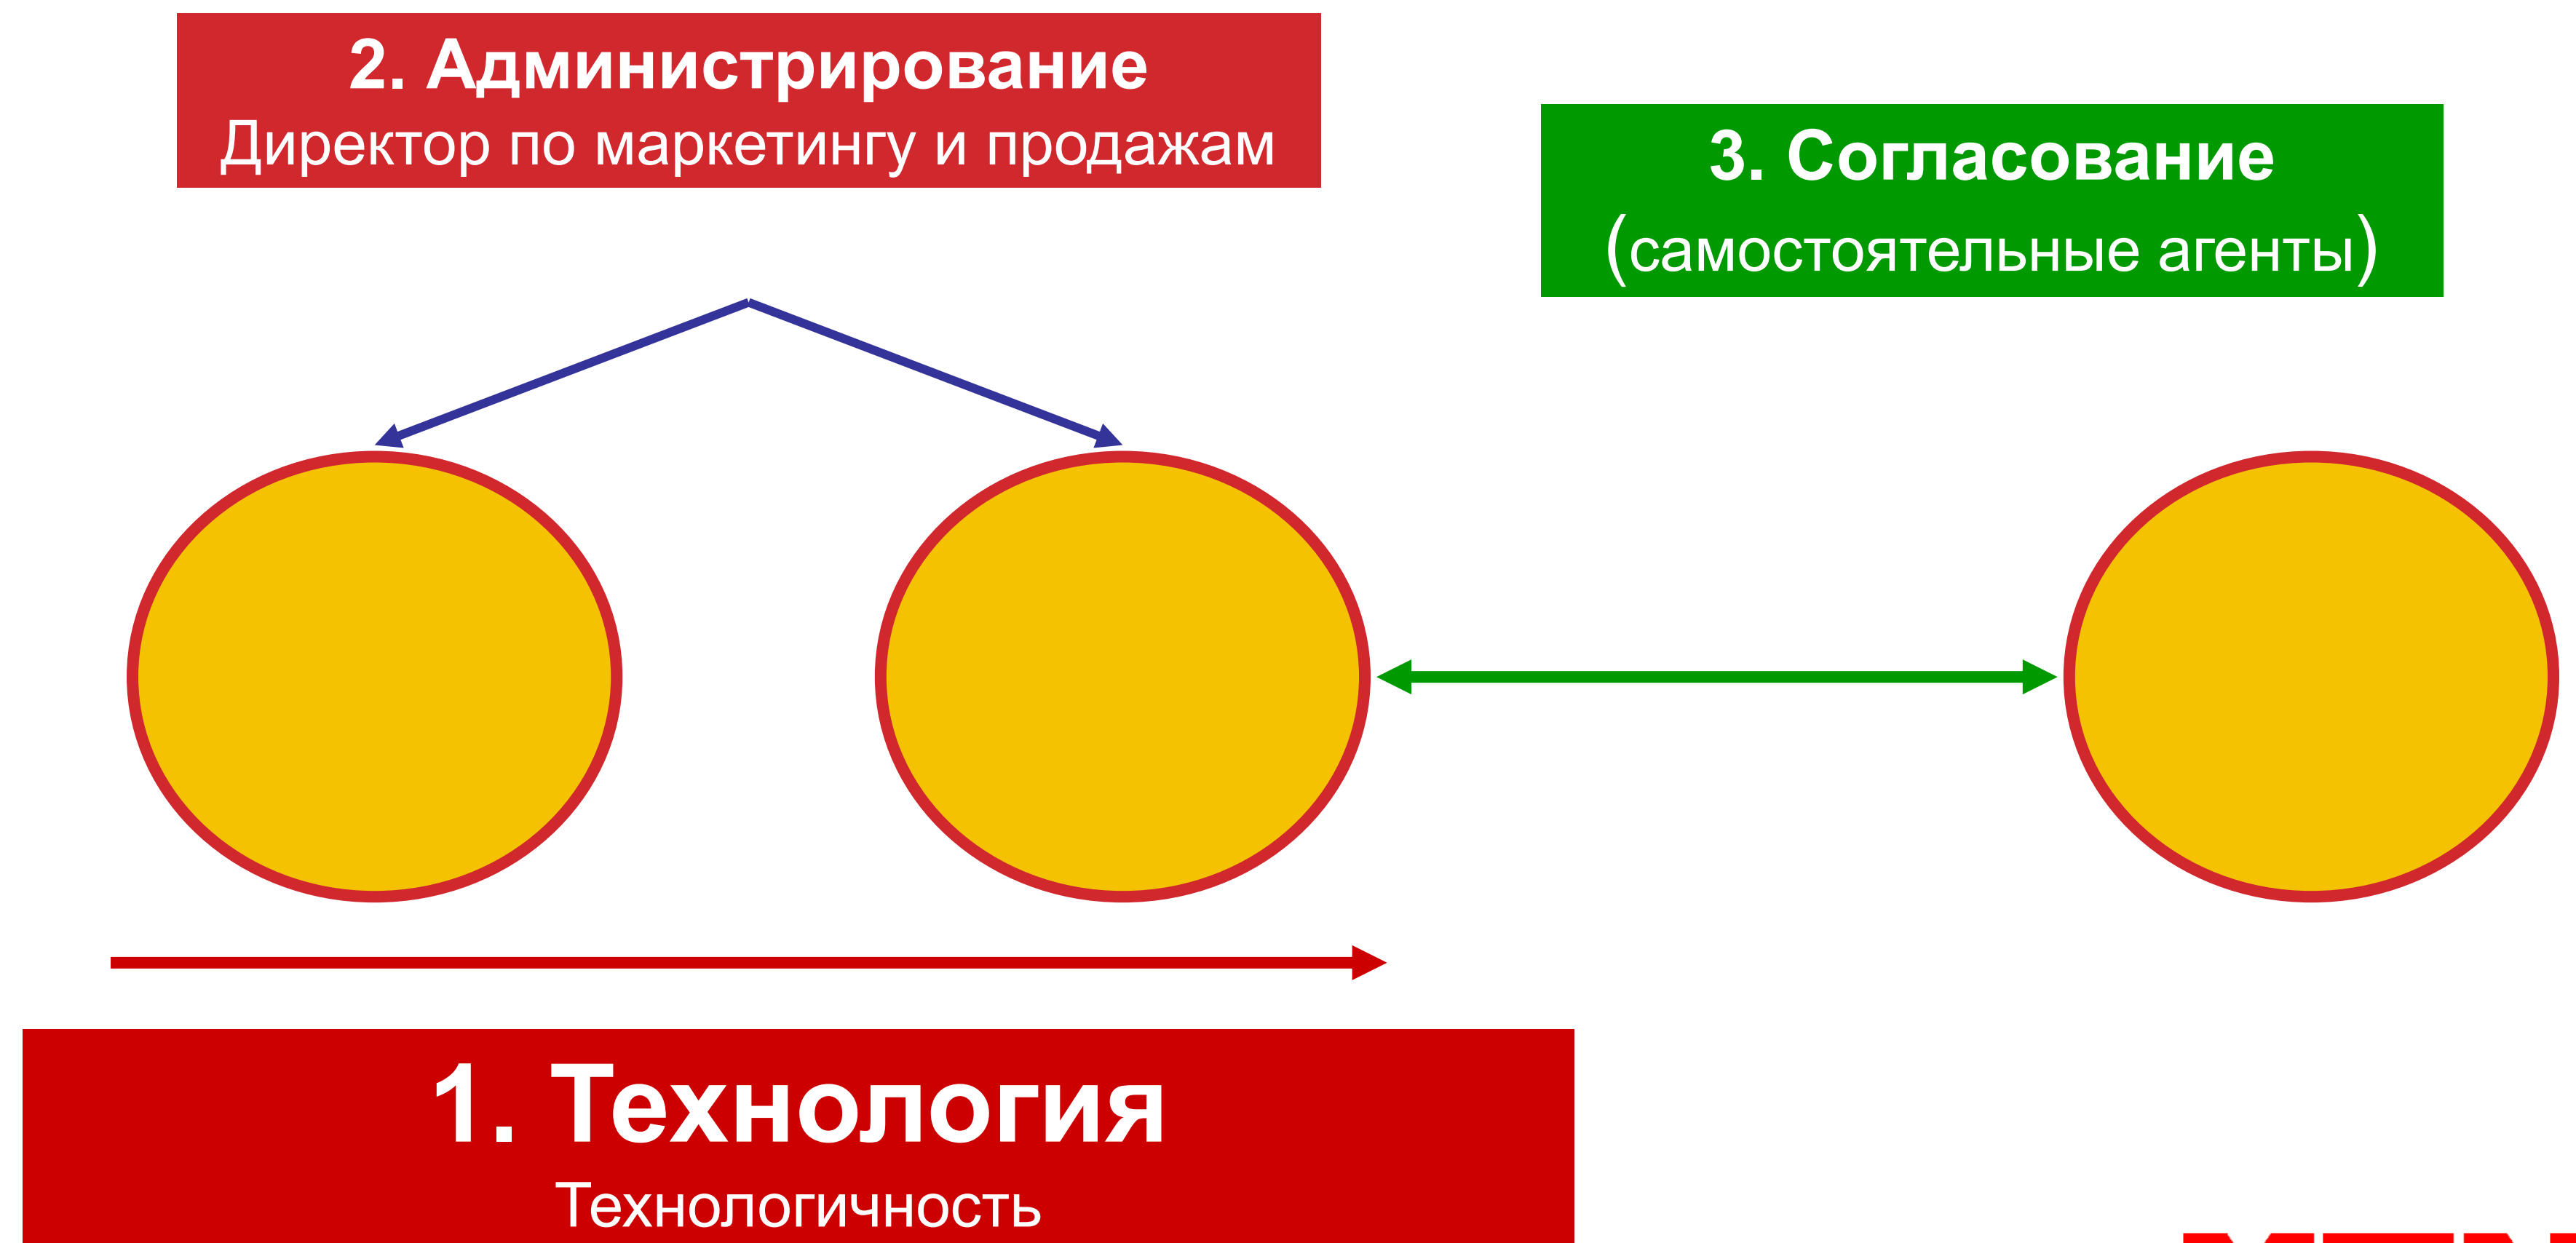 2. Администрирование
Директор по маркетингу и продажам
3. Согласование
(самостоятельные агенты)
1. Технология
Технологичность